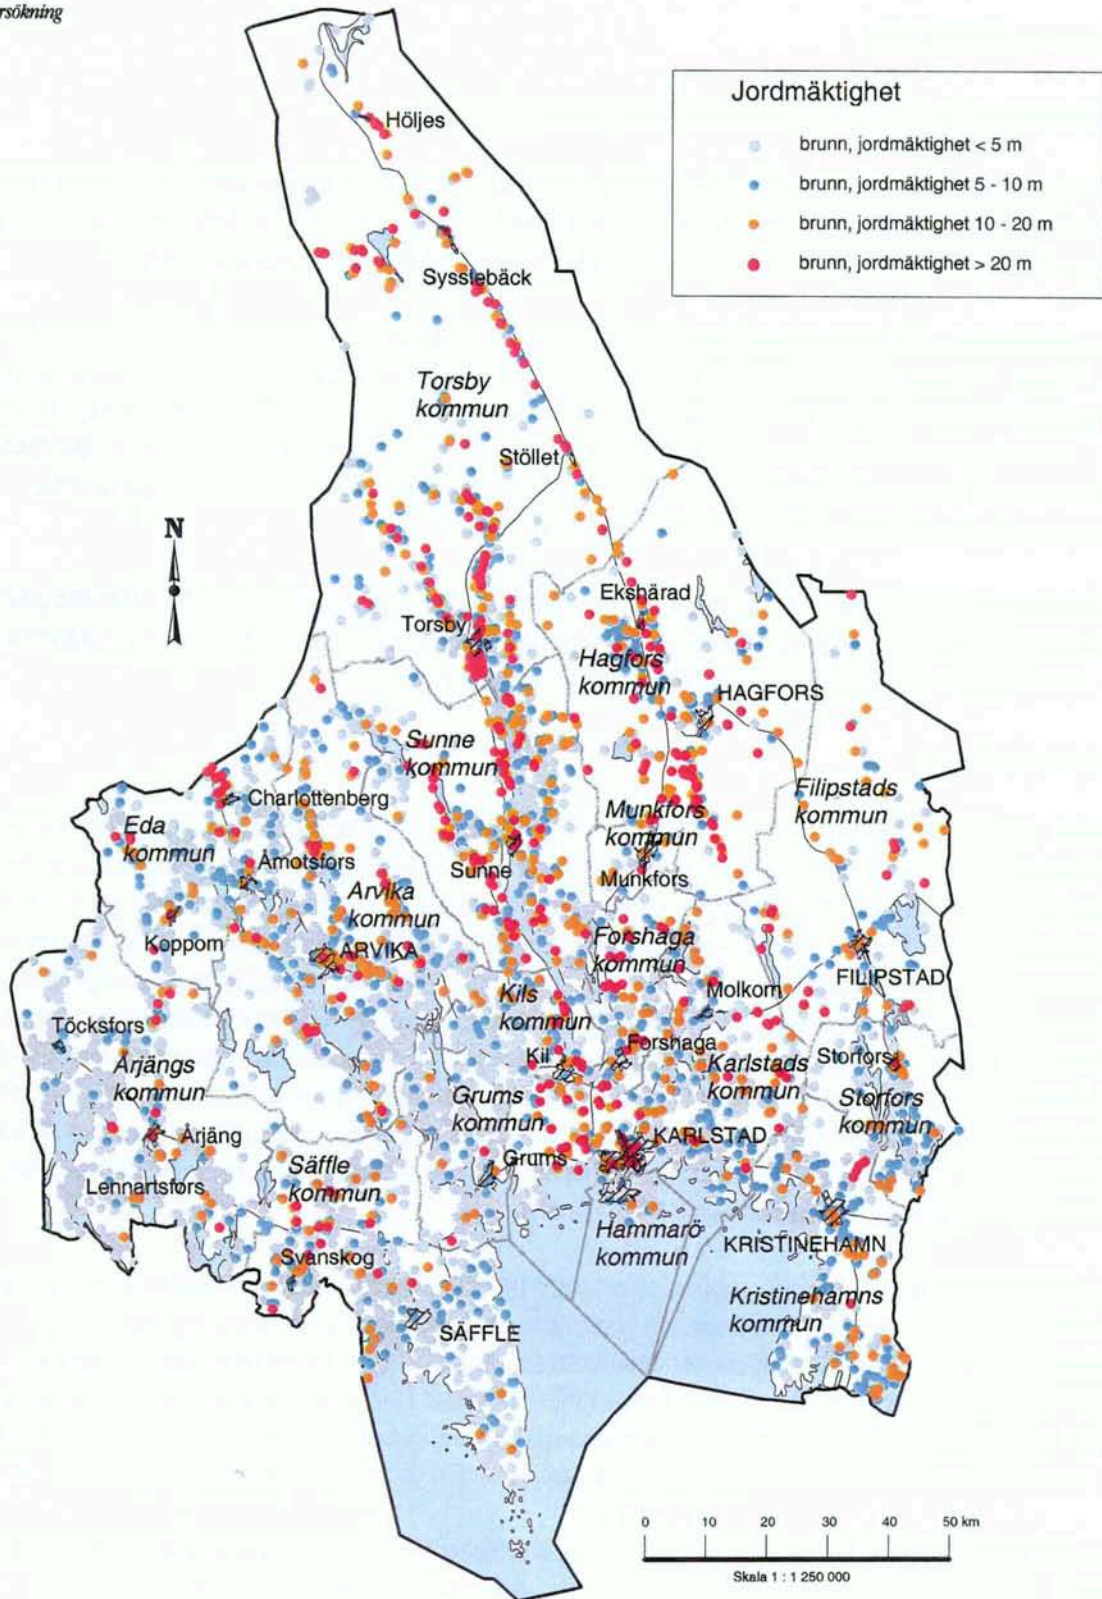 rsökning
Jordmäktighet
brunn, jordmäktighet < 5 m
brunn, jordmäktighet 5 - 10 m
brunn, jordmäktighet 10 - 20 m
brunn, jordmäktighet > 20 m
Höljes
Sysslebäck
Torsby
kommun
Stöllet
N
Ekshärad
Torsby
Hagfors
kommun
HAGFORS
Sunne
kommun
Charlottenberg
Filipstads
kommun
Eda
kommun
Munkfors
kommun
Åmotsfors
Sunne
Munkfors
Arvika
kommun
Koppom
ARVIKA
Forshaga
kommun
FILIPSTAD
Kils
kommun
Molkom
Töcksfors
Årjängs
kommun
Kil
Forshaga
Karlstads
kommun
Storfors
Grums
kommun
Storfors
kommun
Årjäng
KARLSTAD
Säffle
kommun
Grums
Lennartsfors
Hammarö
kommun
KRISTINEHAMN
Svanskog
Kristinehamns
kommun
SÄFFLE
0 10 20 30 40 50 km
Skala 1 : 1 250 000